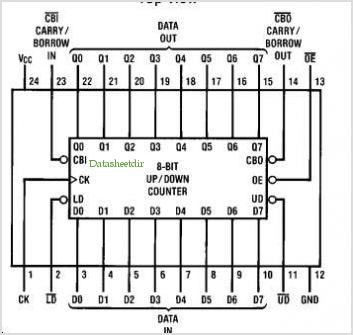 Top View
CBI
CARRY/
BORROW
IN
DATA
OUT
CBO
CARRY/
BORROW
OUT
OE
VCC
Q0 Q1 Q2 Q3 Q4 Q5 Q6 Q7
24 23 22 21 20 19 18 17 16 15 14 13
Q0 Q1 Q2 Q3 Q4 Q5 Q6 Q7
CBI
Datasheetdir
8-BIT
UP/DOWN
COUNTER
CBO
CK
OE
LD
UD
D0 D1 D2 D3 D4 D5 D6 D7
1 2 3 4 5 6 7 8 9 10 11 12
CK LD D0 D1 D2 D3 D4 D5 D6 D7 UD GND
DATA
IN